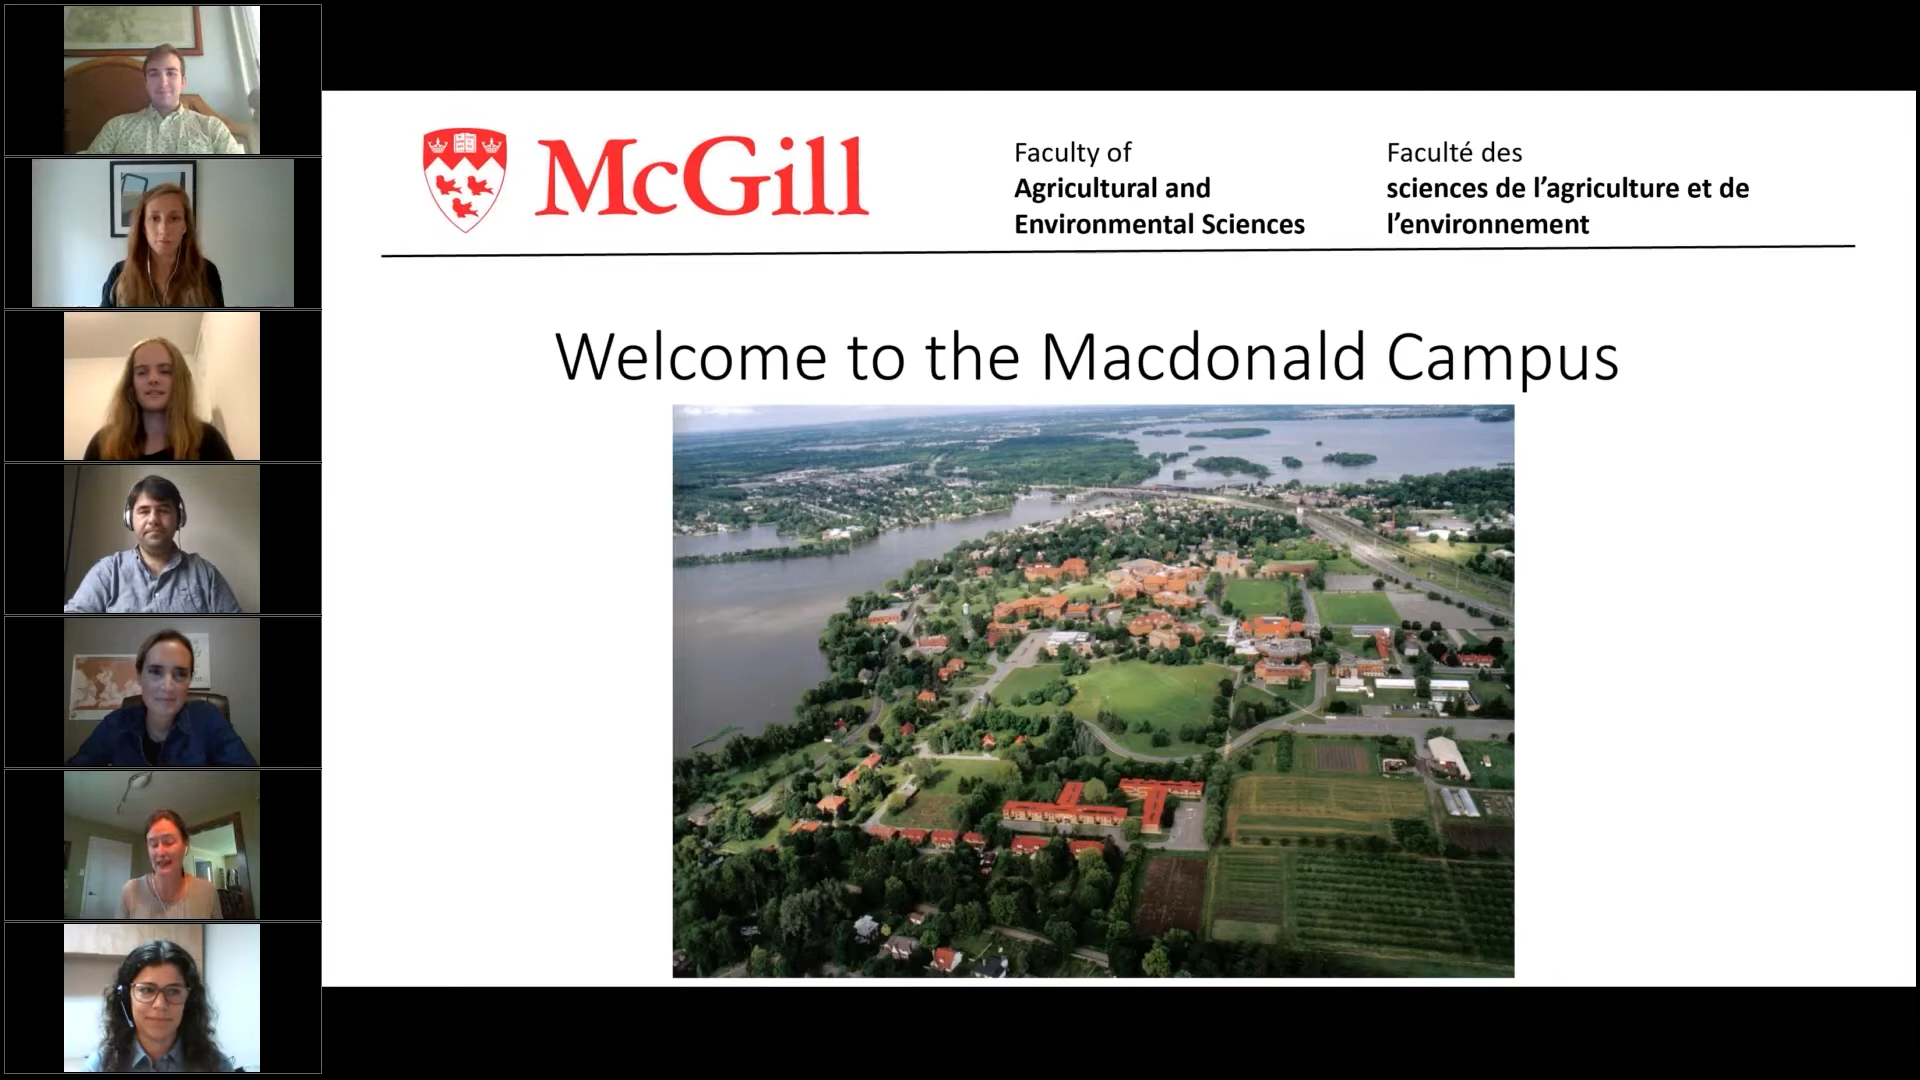 McGill
Faculty of
Agricultural and
Environmental Sciences
Faculté des
sciences de l'agriculture et de
l'environnement
Welcome to the Macdonald Campus